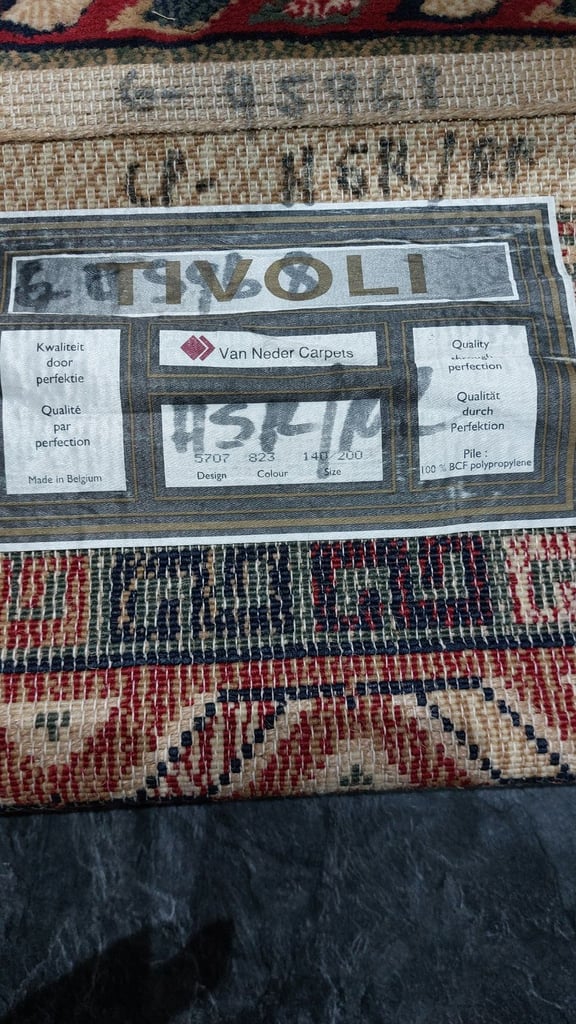 TIVOLI
Kwaliteit
door
perfektie
Qualité
par
perfection
Made in Belgium
Van Neder Carpets
5707 823 140 200
Design Colour Size
Quality
through
perfection
Qualität
durch
Perfektion
Pile :
100 % BCF polypropylene